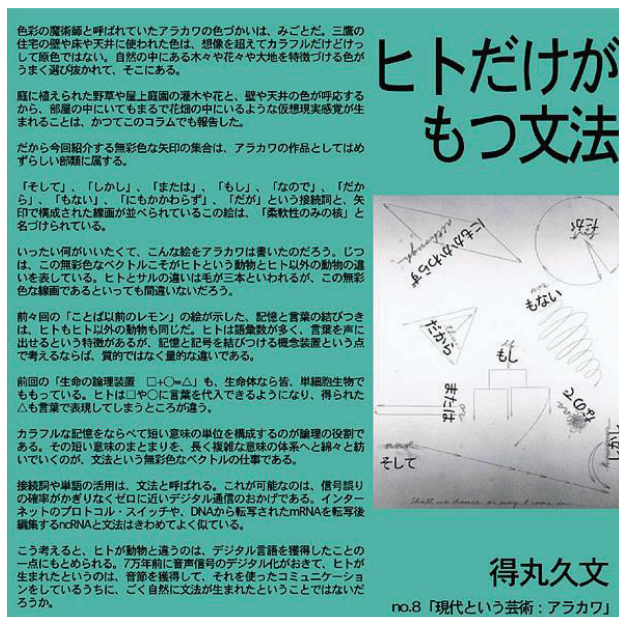 色彩の魔術師と呼ばれていたアラカワの色づかいは、みごとだ。三鷹の
住宅の壁や床や天井に使われた色は、想像を超えてカラフルだけどけっ
して原色ではない。自然の中にある木々や花々や大地を特徴づける色が
うまく選び抜かれて、そこにある。
庭に植えられた野草や屋上庭園の灌木や花と、壁や天井の色が呼応する
から、部屋の中にいてもまるで花畑の中にいるような仮想現実感覚が生
まれることは、かつてこのコラムでも報告した。
だから今回紹介する無彩色な矢印の集合は、アラカワの作品としてはめ
ずらしい部類に属する。
「そして」、「しかし」、「または」、「もし」、「なので」、「だか
ら」、「もない」、「にもかかわらず」、「だが」という接続詞と、矢
印で構成された線画が並べられているこの絵は、「柔軟性のみの核」と
名づけられている。
いったい何がいいたくて、こんな絵をアラカワは書いたのだろう。じつ
は、この無彩色なベクトルこそがヒトという動物とヒト以外の動物の違
いを表している。ヒトとサルの違いは毛が三本といわれるが、この無彩
色な線画であるといっても間違いないだろう。
前々回の「ことば以前のレモン」の絵が示した、記憶と言葉の結びつき
は、ヒトもヒト以外の動物も同じだ。ヒトは語彙数が多く、言葉を声に
出せるという特徴があるが、記憶と記号を結びつける概念装置という点
で考えるならば、質的ではなく量的な違いである。
前回の「生命の論理装置 □+○=△」も、生命体なら皆、単細胞生物で
ももっている。ヒトは□や○に言葉を代入できるようになり、得られた
△も言葉で表現してしまうところが違う。
カラフルな記憶をならべて短い意味の単位を構成するのが論理の役割で
ある。その短い意味のまとまりを、長く複雑な意味の体系へと綿々と紡
いでいくのが、文法という無彩色なベクトルの仕事である。
接続詞や単語の活用は、文法と呼ばれる。これが可能なのは、信号誤り
の確率がかぎりなくゼロに近いデジタル通信のおかげである。インター
ネットのプロトコル・スイッチや、DNAから転写されたmRNAを転写後
編集するncRNAと文法はきわめてよく似ている。
こう考えると、ヒトが動物と違うのは、デジタル言語を獲得したことの
一点にもとめられる。7万年前に音声信号のデジタル化がおきて、ヒトが
生まれたというのは、音節を獲得して、それを使ったコミュニケーショ
ンをしているうちに、ごく自然に文法が生まれたということではないだ
ろうか。
ヒトだけが
もつ文法
にもかかわらず
although
だが
もない
だから
もし
または
なので
しかし
and
そして
Shall we dance or may I come in
得丸久文
no.8「現代という芸術：アラカワ」